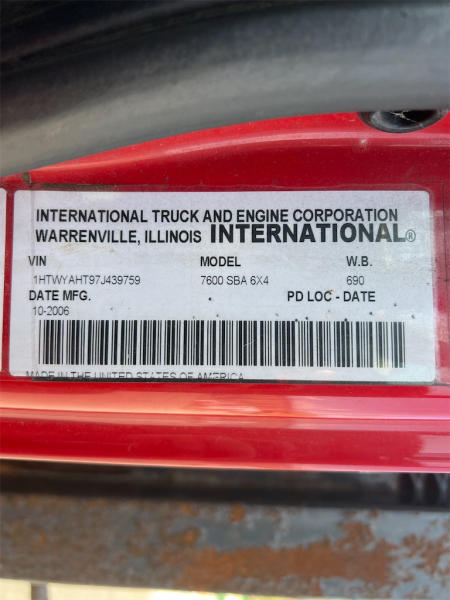 INTERNATIONAL TRUCK AND ENGINE CORPORATION
WARRENVILLE, ILLINOIS INTERNATIONAL®
VIN MODEL W.B.
1HTWYAHT97J439759 7600 SBA 6X4 690
DATE MFG. PD LOC - DATE
10-2006
MADE IN THE UNITED STATES OF AMERICA